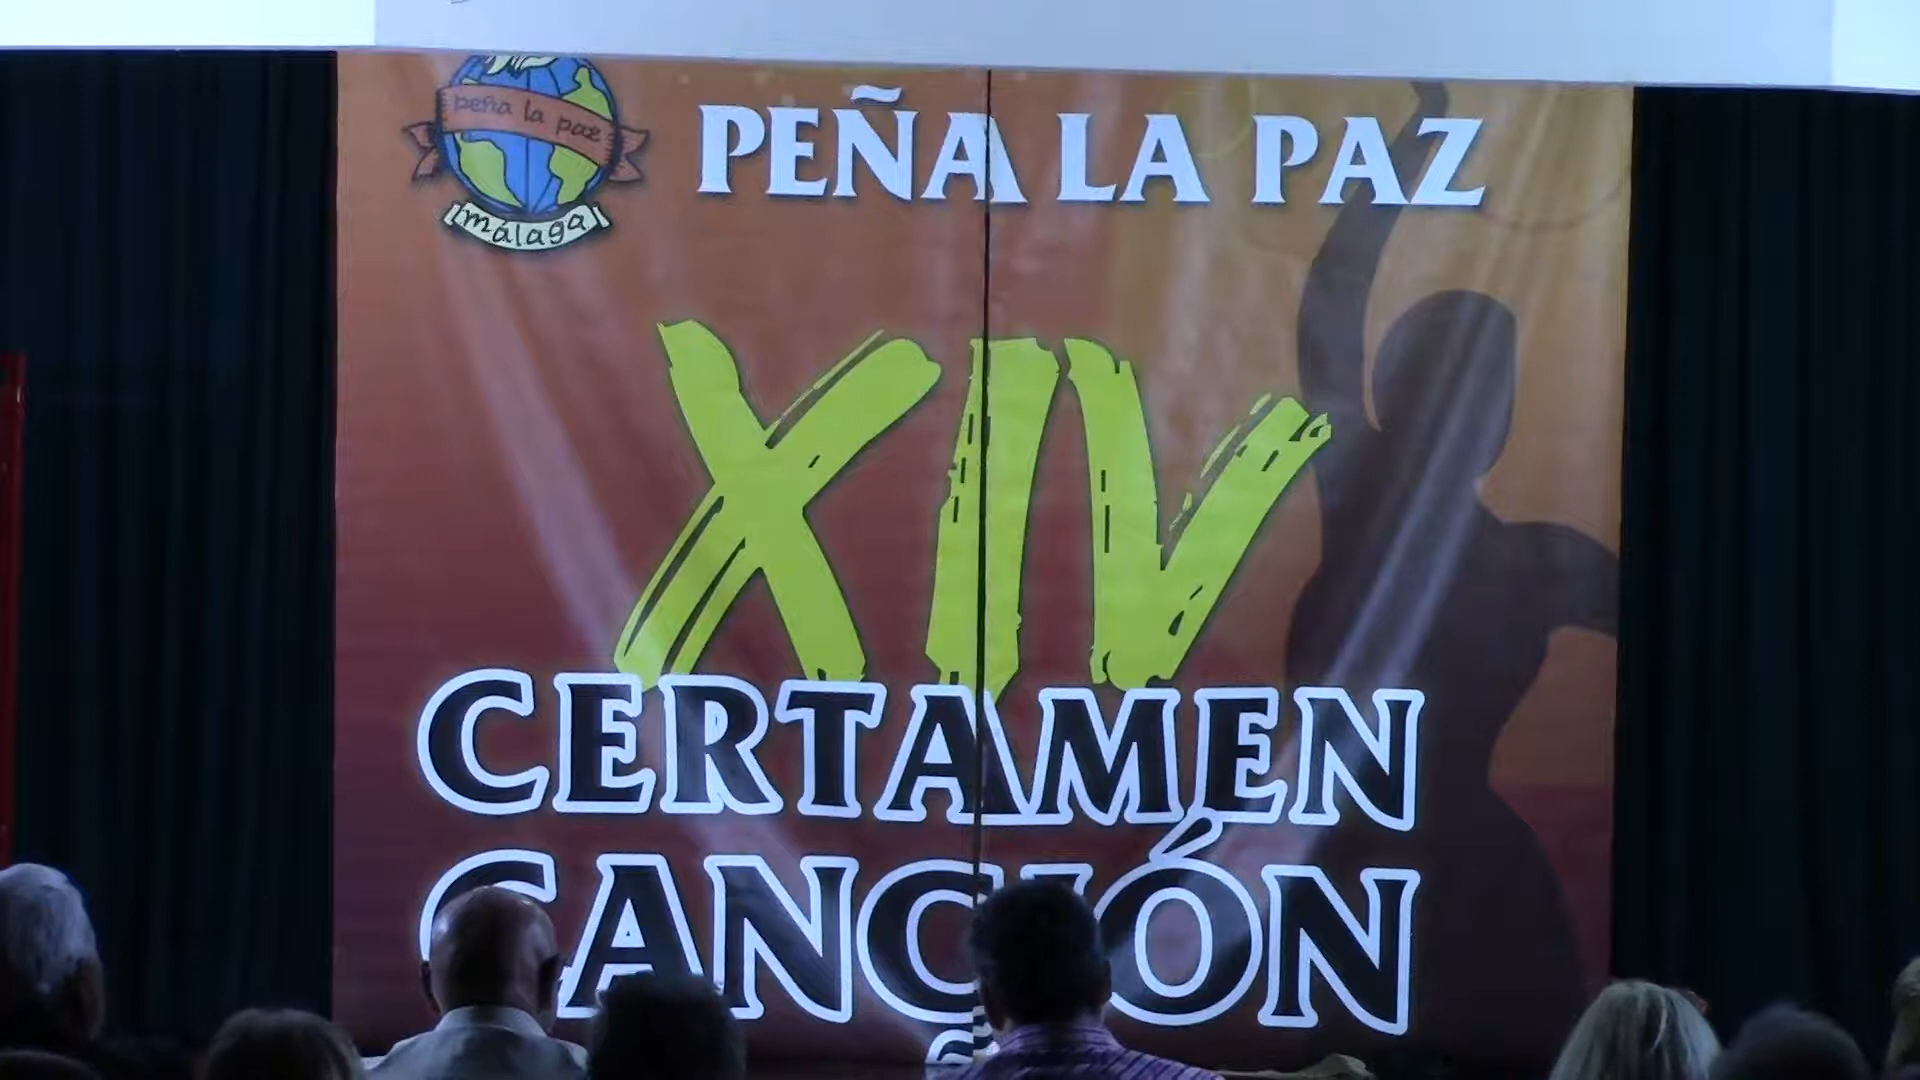 peña la paz
málaga
PEÑA LA PAZ
XIV
CERTAMEN
CANCIÓN